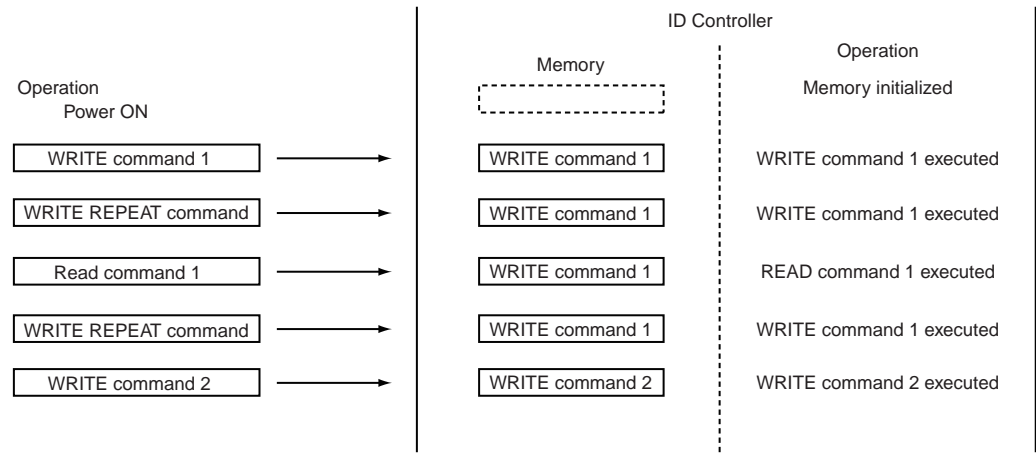 ID Controller
Memory
Operation
Operation
Memory initialized
Power ON
WRITE command 1
WRITE command 1
WRITE command 1 executed
WRITE REPEAT command
WRITE command 1
WRITE command 1 executed
Read command 1
WRITE command 1
READ command 1 executed
WRITE REPEAT command
WRITE command 1
WRITE command 1 executed
WRITE command 2
WRITE command 2
WRITE command 2 executed